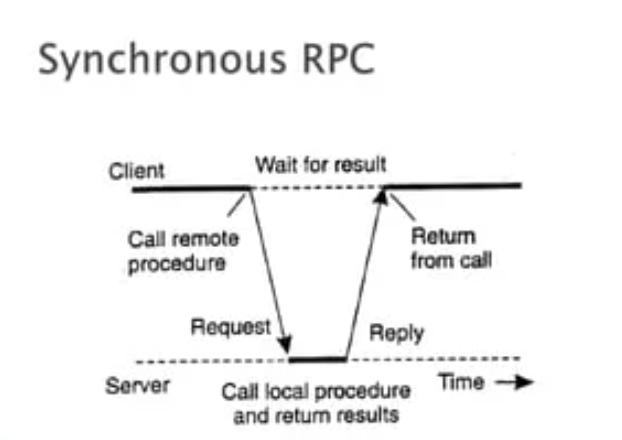 Synchronous RPC
Client
Wait for result
Call remote
procedure
Return
from call
Request
Reply
Server
Call local procedure
and return results
Time